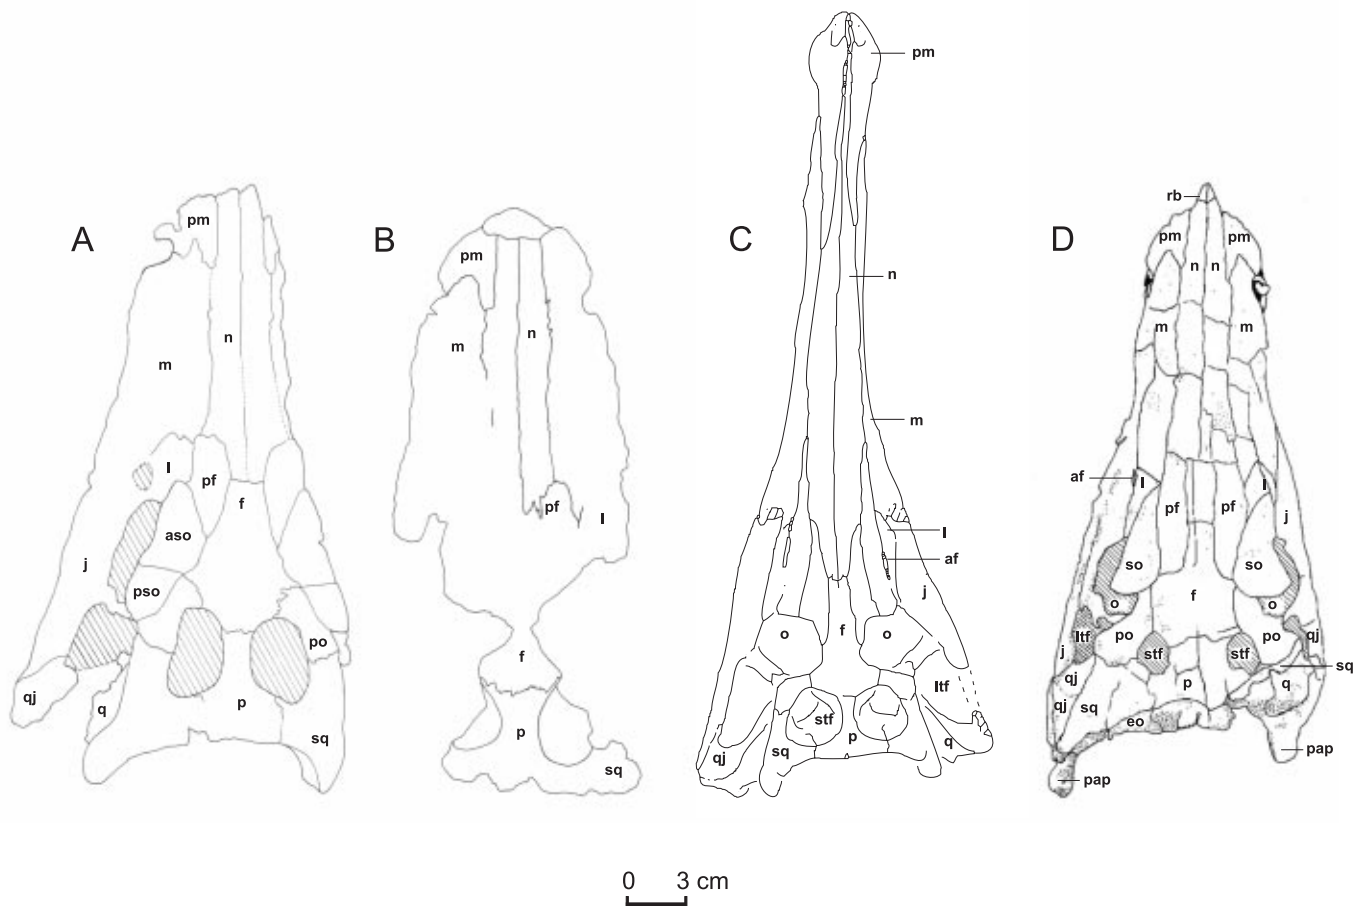 A
pm
n
m
l
pf
f
aso
j
pso
po
qj
q
p
sq
B
pm
n
m
pf
l
f
p
sq
C
pm
n
m
l
af
j
o
f
o
ltf
stf
p
q
qj
sq
D
rb
pm
pm
n
n
m
m
af
l
l
pf
pf
j
so
so
f
o
o
ltf
po
po
qj
j
stf
stf
sq
qj
p
q
qj
sq
eo
pap
pap
0 3 cm